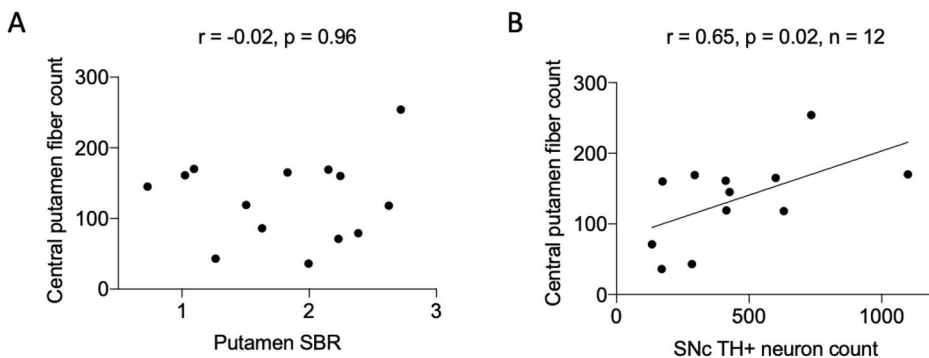 A
r = -0.02, p = 0.96
Central putamen fiber count
300
200
100
0
1
2
3
Putamen SBR
B
r = 0.65, p = 0.02, n = 12
Central putamen fiber count
300
200
100
0
0
500
1000
SNc TH+ neuron count